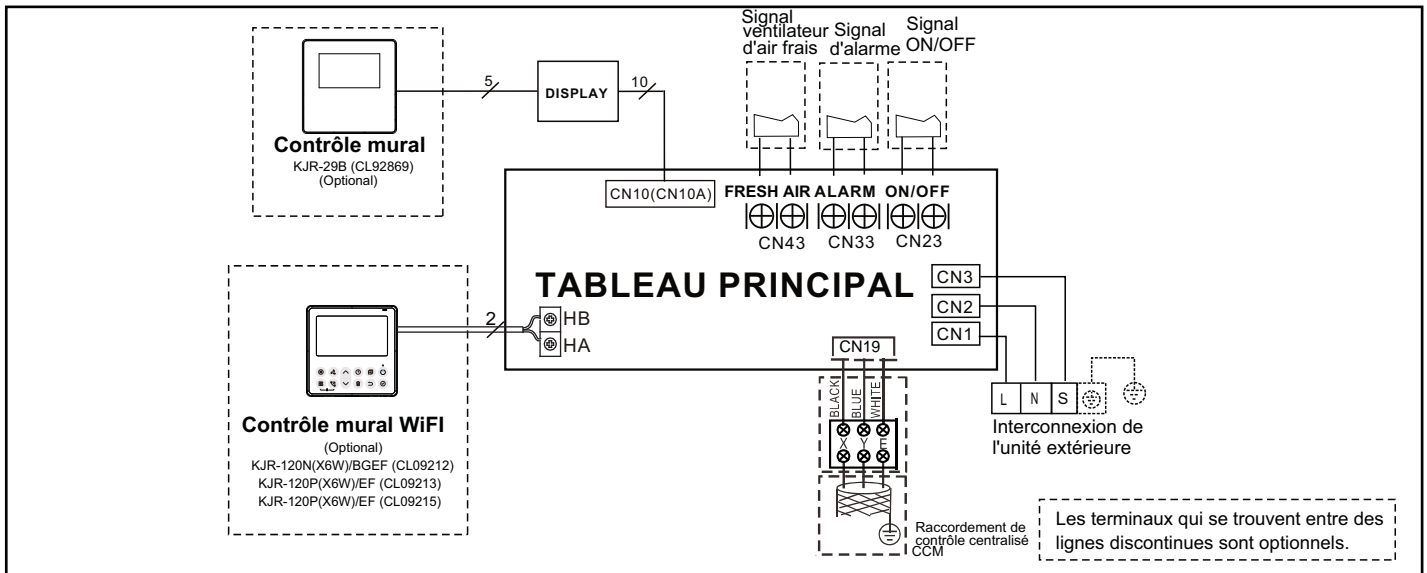 Signal
ventilateur
d'air frais
Signal
d'alarme
Signal
ON/OFF
5
DISPLAY
10
Contrôle mural
KJR-29B (CL92869)
(Optional)
CN10(CN10A)
FRESH AIR ALARM ON/OFF
CN43 CN33 CN23
TABLEAU PRINCIPAL
CN3
CN2
CN1
2
HB
HA
CN19
BLACK
BLUE
WHITE
X Y E
L N S
Interconnexion de
l'unité extérieure
Contrôle mural WiFI
(Optional)
KJR-120N(X6W)/BGEF (CL09212)
KJR-120P(X6W)/EF (CL09213)
KJR-120P(X6W)/EF (CL09215)
Raccordement de
contrôle centralisé
CCM
Les terminaux qui se trouvent entre des
lignes discontinues sont optionnels.